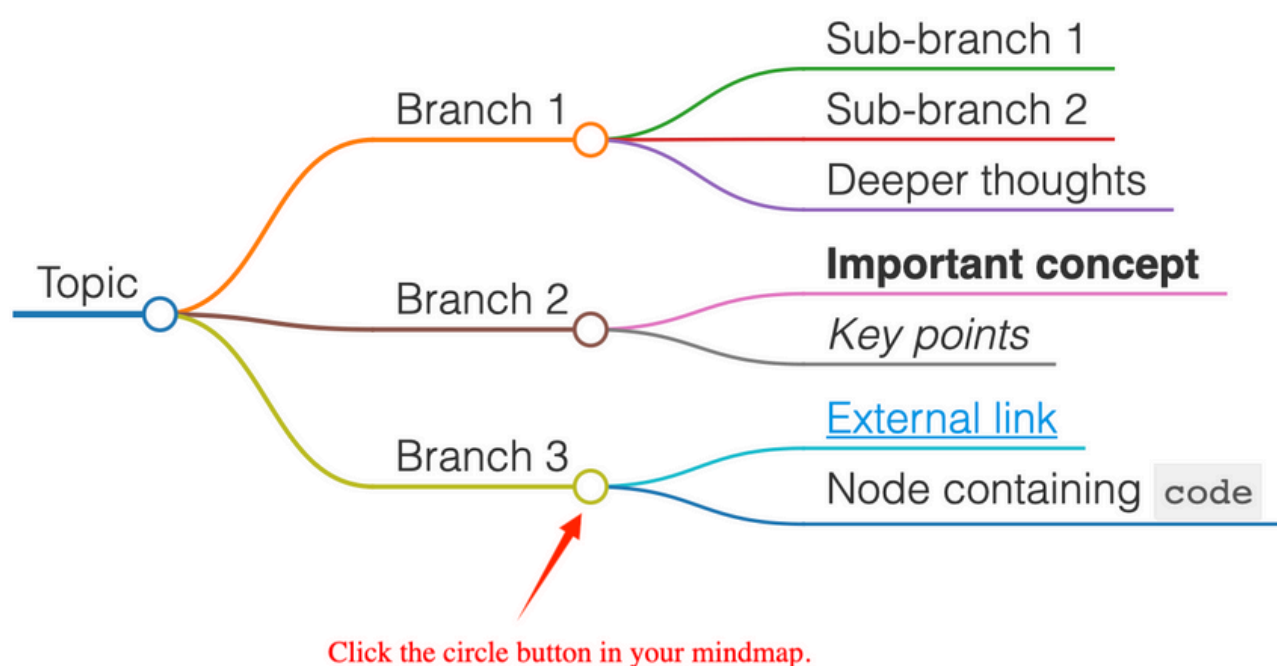 Topic
Branch 1
Sub-branch 1
Sub-branch 2
Deeper thoughts
Branch 2
Important concept
Key points
Branch 3
External link
Node containing code
Click the circle button in your mindmap.